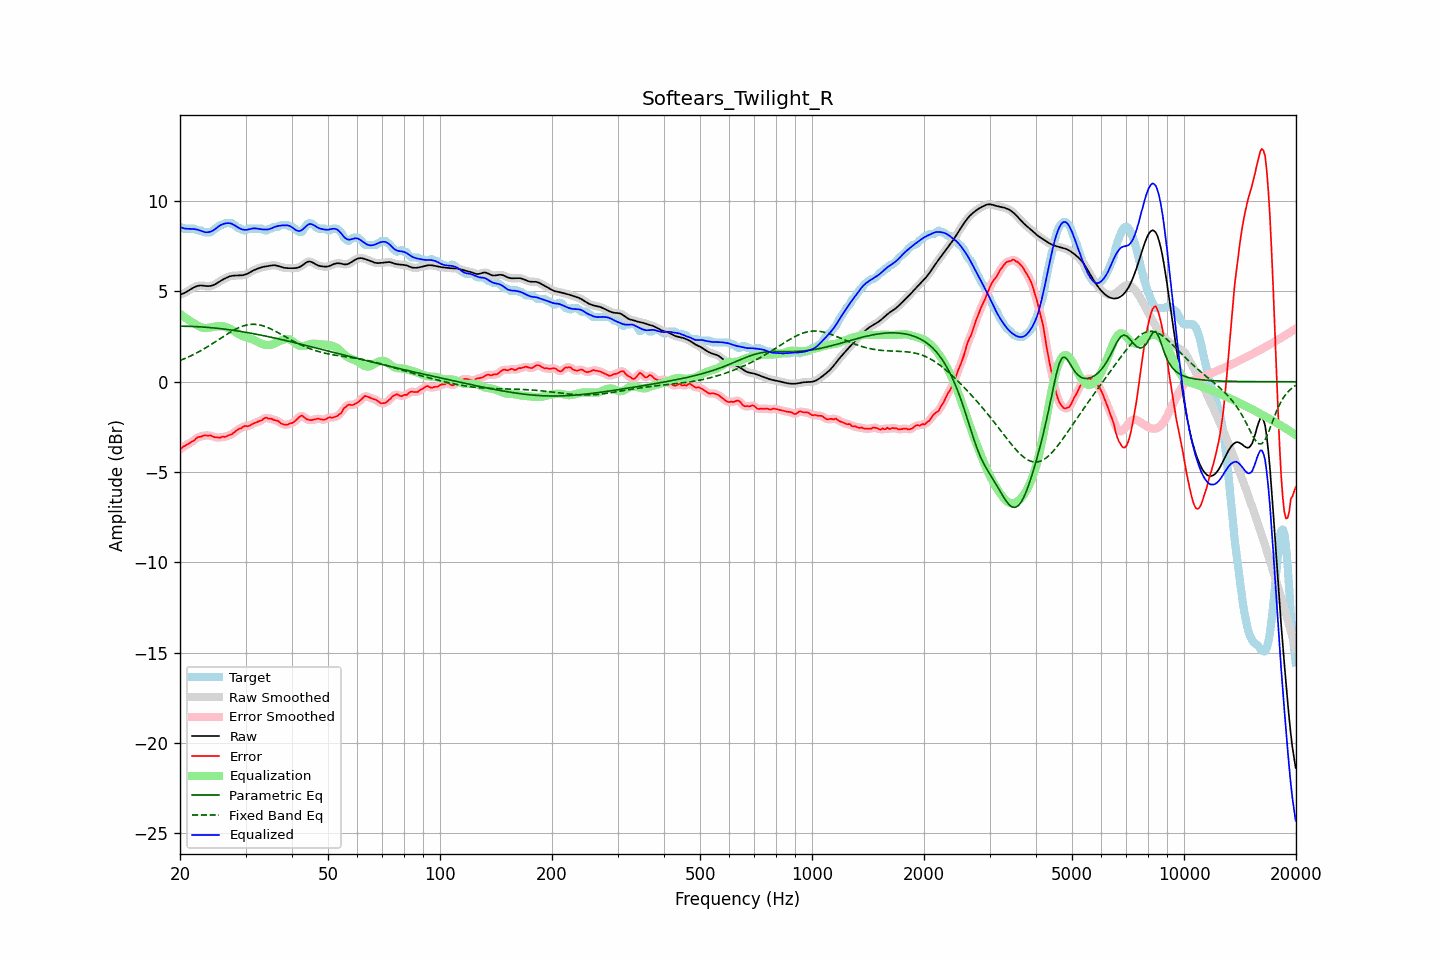 Softears_Twilight_R
Amplitude (dBr)
10
5
0
−5
−10
−15
−20
−25
Target
Raw Smoothed
Error Smoothed
Raw
Error
Equalization
Parametric Eq
Fixed Band Eq
Equalized
20 50 100 200 500 1000 2000 5000 10000 20000
Frequency (Hz)